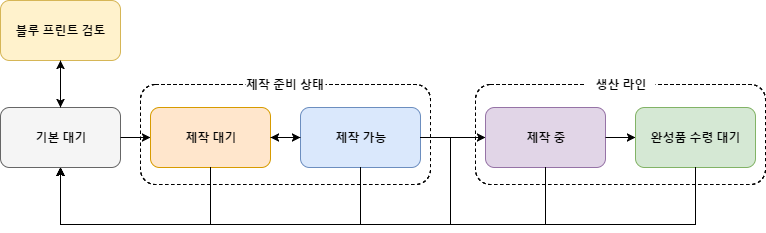 블루 프린트 검토
제작 준비 상태
생산 라인
기본 대기
제작 대기
제작 가능
제작 중
완성품 수령 대기